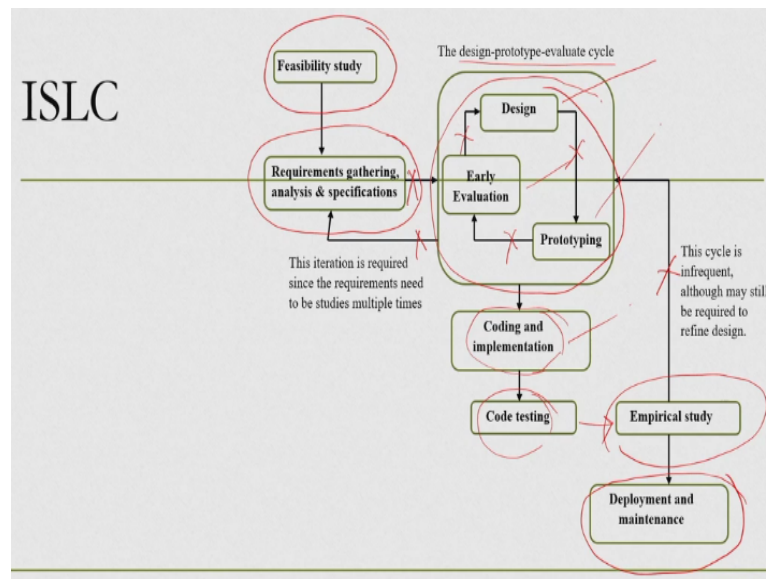 ISLC
Feasibility study
The design-prototype-evaluate cycle
Design
Requirements gathering,
analysis & specifications
Early
Evaluation
Prototyping
This iteration is required
since the requirements need
to be studies multiple times
This cycle is
infrequent,
although may still
be required to
refine design.
Coding and
implementation
Code testing
Empirical study
Deployment and
maintenance